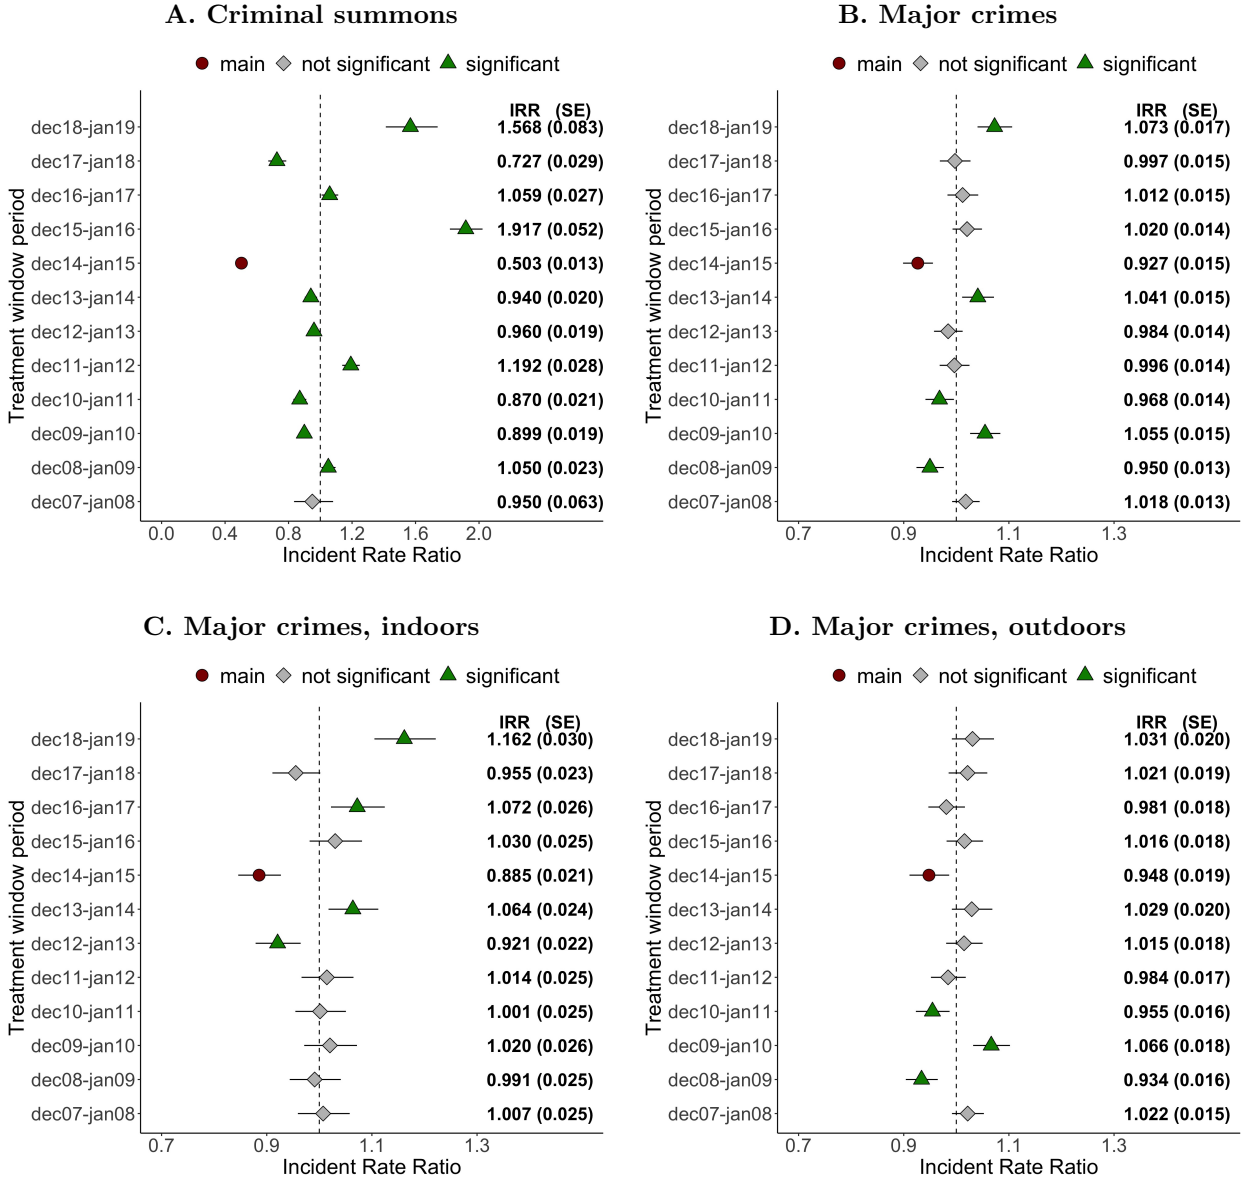 A. Criminal summons
main not significant significant
IRR (SE)
dec18-jan19 1.568 (0.083)
dec17-jan18 0.727 (0.029)
dec16-jan17 1.059 (0.027)
dec15-jan16 1.917 (0.052)
dec14-jan15 0.503 (0.013)
dec13-jan14 0.940 (0.020)
dec12-jan13 0.960 (0.019)
dec11-jan12 1.192 (0.028)
dec10-jan11 0.870 (0.021)
dec09-jan10 0.899 (0.019)
dec08-jan09 1.050 (0.023)
dec07-jan08 0.950 (0.063)
Treatment window period
0.0 0.4 0.8 1.2 1.6 2.0
Incident Rate Ratio
B. Major crimes
main not significant significant
IRR (SE)
dec18-jan19 1.073 (0.017)
dec17-jan18 0.997 (0.015)
dec16-jan17 1.012 (0.015)
dec15-jan16 1.020 (0.014)
dec14-jan15 0.927 (0.015)
dec13-jan14 1.041 (0.015)
dec12-jan13 0.984 (0.014)
dec11-jan12 0.996 (0.014)
dec10-jan11 0.968 (0.014)
dec09-jan10 1.055 (0.015)
dec08-jan09 0.950 (0.013)
dec07-jan08 1.018 (0.013)
Treatment window period
0.7 0.9 1.1 1.3
Incident Rate Ratio
C. Major crimes, indoors
main not significant significant
IRR (SE)
dec18-jan19 1.162 (0.030)
dec17-jan18 0.955 (0.023)
dec16-jan17 1.072 (0.026)
dec15-jan16 1.030 (0.025)
dec14-jan15 0.885 (0.021)
dec13-jan14 1.064 (0.024)
dec12-jan13 0.921 (0.022)
dec11-jan12 1.014 (0.025)
dec10-jan11 1.001 (0.025)
dec09-jan10 1.020 (0.026)
dec08-jan09 0.991 (0.025)
dec07-jan08 1.007 (0.025)
Treatment window period
0.7 0.9 1.1 1.3
Incident Rate Ratio
D. Major crimes, outdoors
main not significant significant
IRR (SE)
dec18-jan19 1.031 (0.020)
dec17-jan18 1.021 (0.019)
dec16-jan17 0.981 (0.018)
dec15-jan16 1.016 (0.018)
dec14-jan15 0.948 (0.019)
dec13-jan14 1.029 (0.020)
dec12-jan13 1.015 (0.018)
dec11-jan12 0.984 (0.017)
dec10-jan11 0.955 (0.016)
dec09-jan10 1.066 (0.018)
dec08-jan09 0.934 (0.016)
dec07-jan08 1.022 (0.015)
Treatment window period
0.7 0.9 1.1 1.3
Incident Rate Ratio